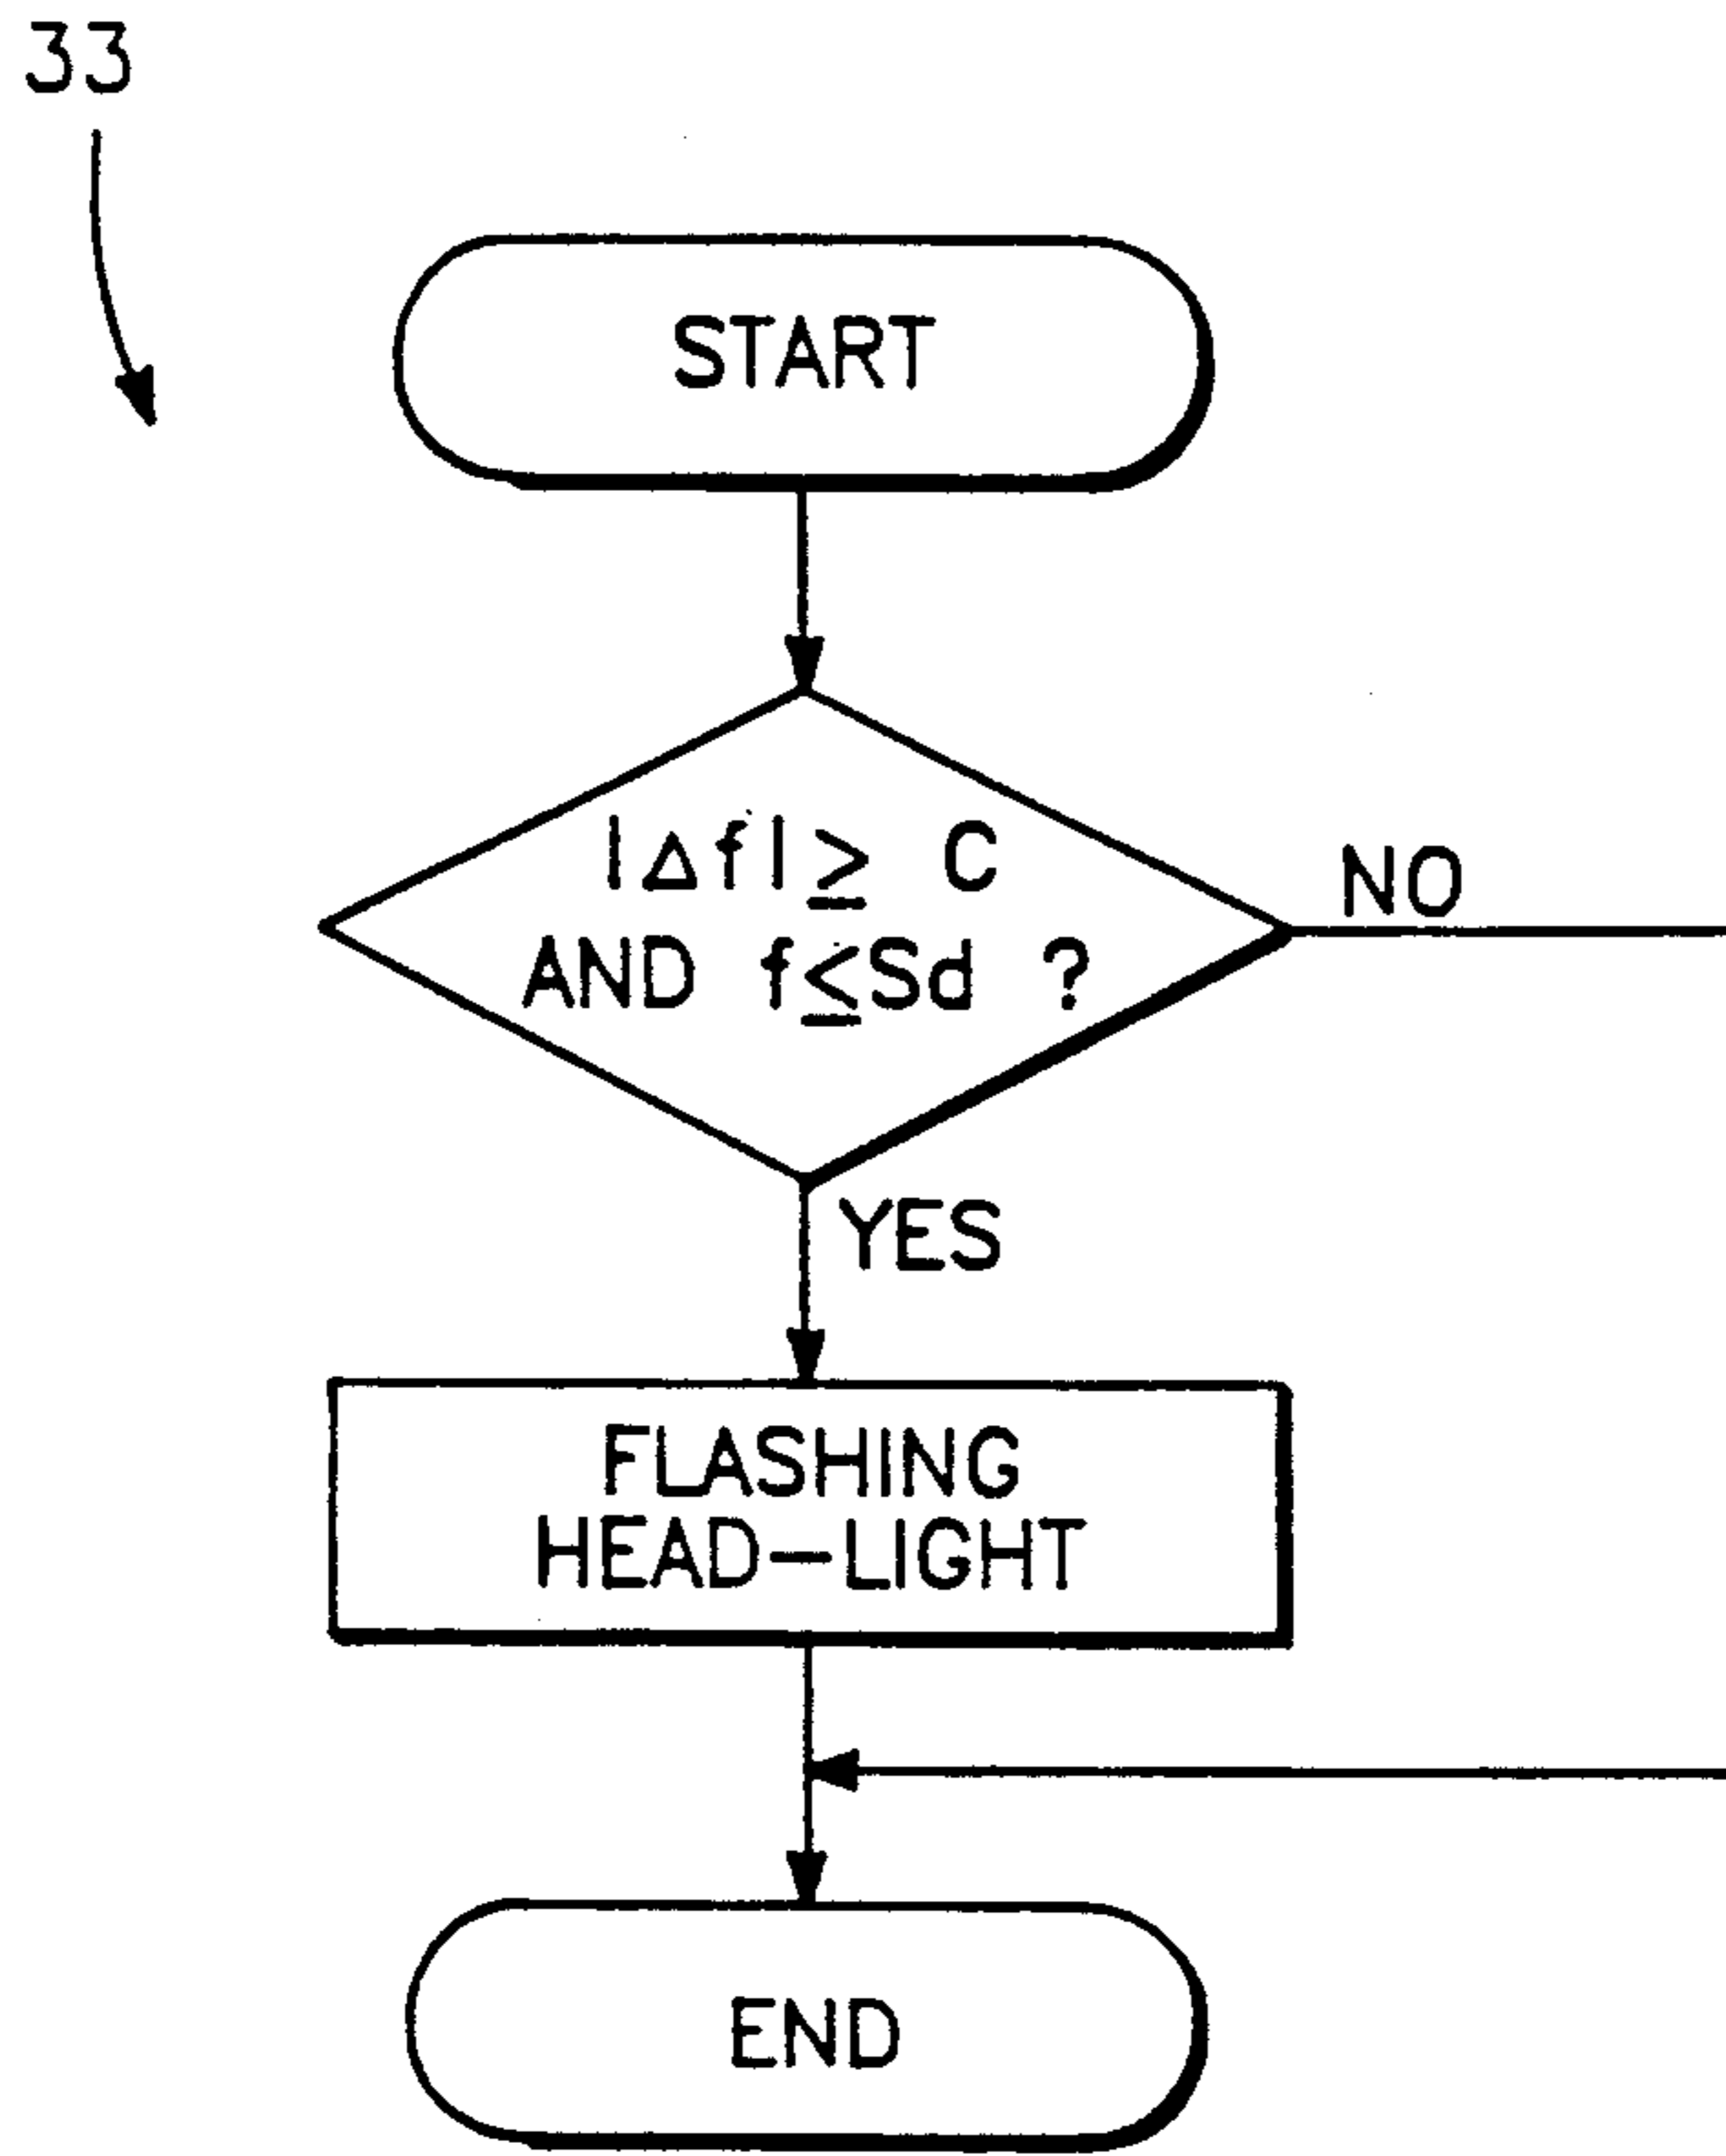 33
START
|Δf|≥ C
AND f≤Sd ?
NO
YES
FLASHING
HEAD-LIGHT
END